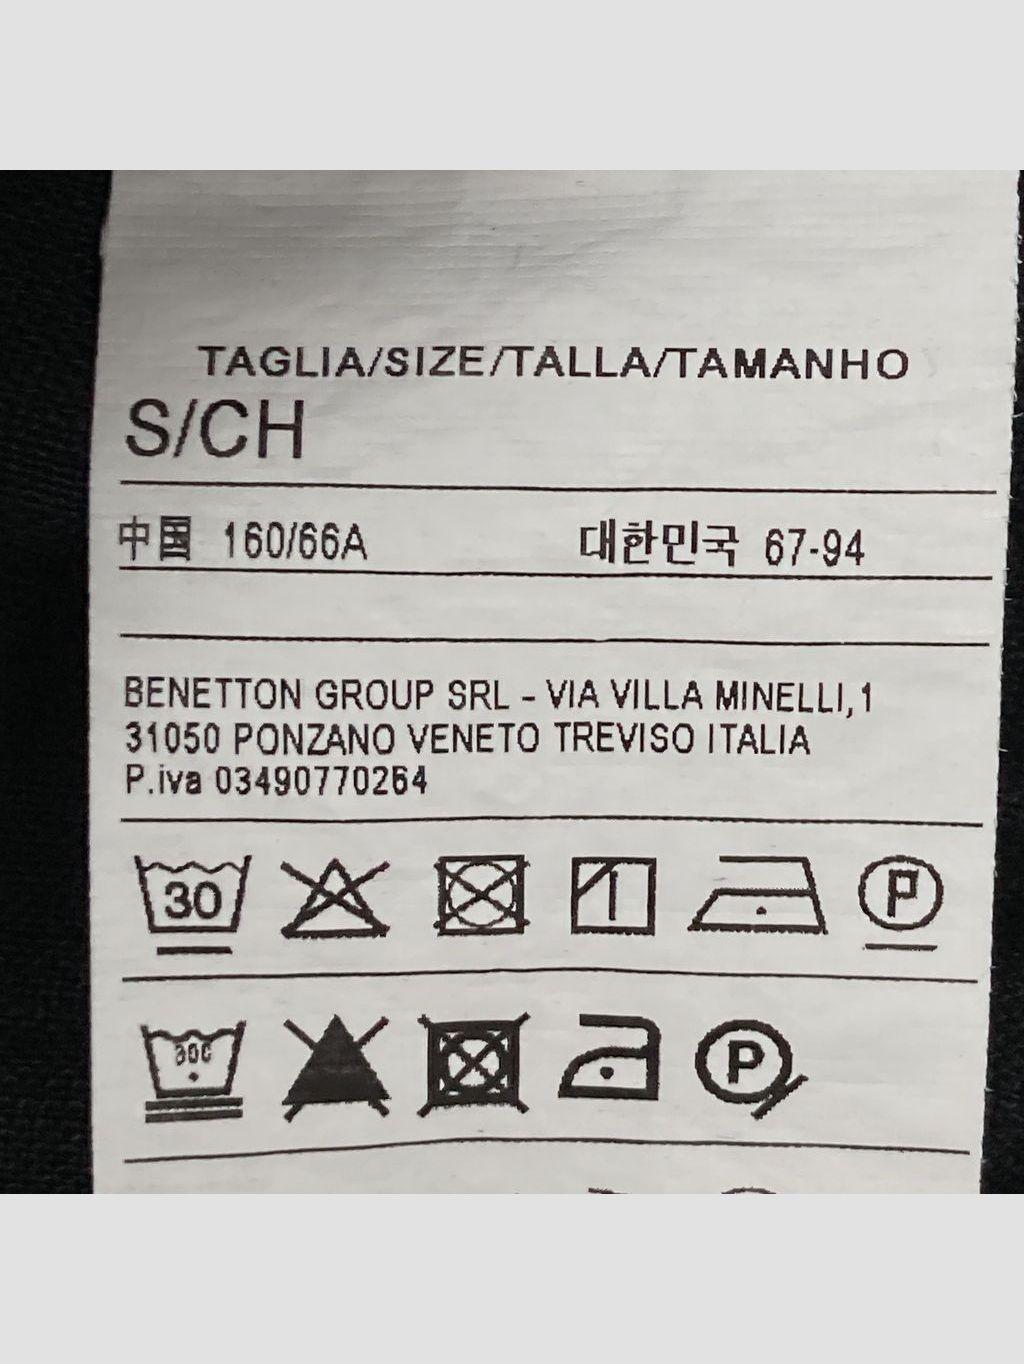 TAGLIA/SIZE/TALLA/TAMANHO
S/CH
中国 160/66A 대한민국 67-94
BENETTON GROUP SRL - VIA VILLA MINELLI,1
31050 PONZANO VENETO TREVISO ITALIA
P.iva 03490770264
30 P
30C P